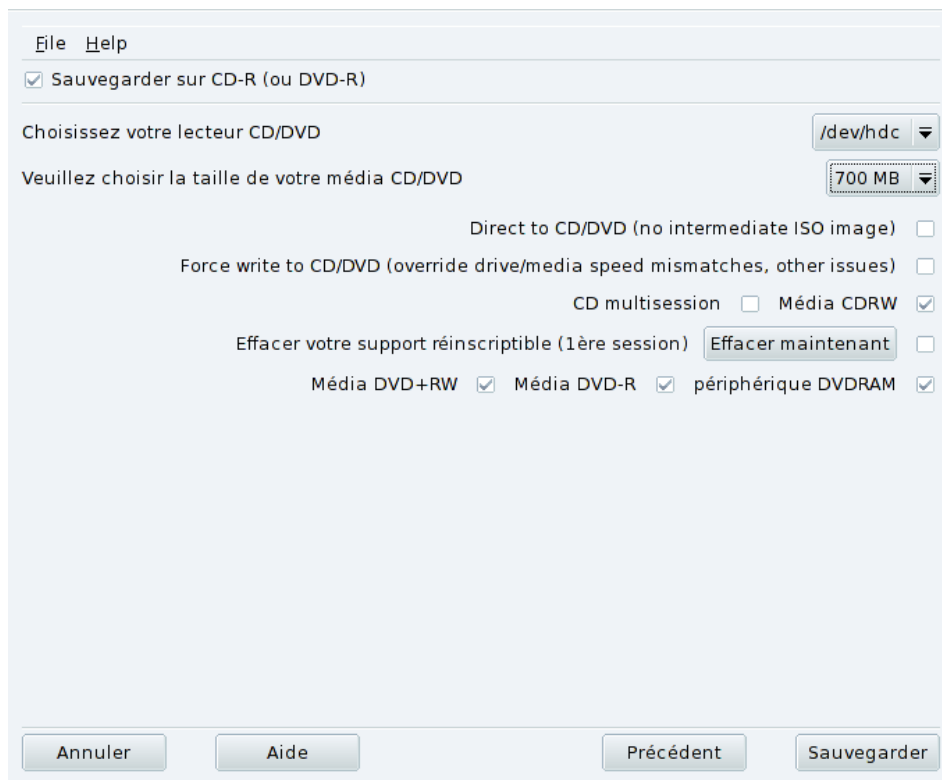 File Help
Sauvegarder sur CD-R (ou DVD-R)
Choisissez votre lecteur CD/DVD /dev/hdc
Veuillez choisir la taille de votre média CD/DVD 700 MB
Direct to CD/DVD (no intermediate ISO image)
Force write to CD/DVD (override drive/media speed mismatches, other issues)
CD multisession Média CDRW
Effacer votre support réinscriptible (1ère session) Effacer maintenant
Média DVD+RW Média DVD-R périphérique DVDRAM
Annuler Aide Précédent Sauvegarder